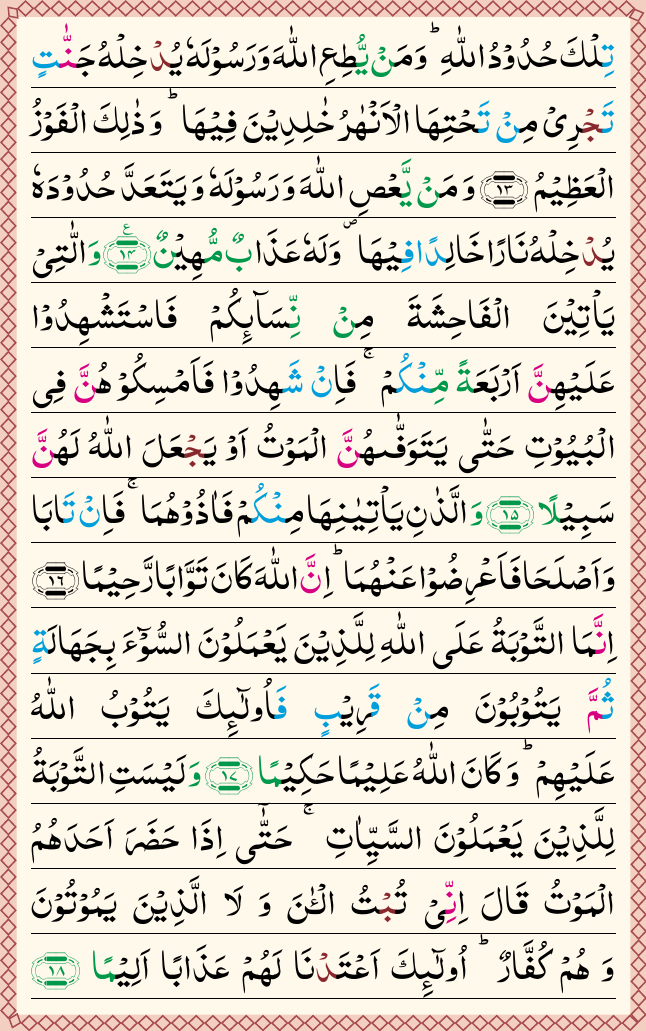 تِلْكَ حُدُوْدُ اللّٰهِ ؕ وَمَنْ يُّطِعِ اللّٰهَ وَرَسُوْلَهٗ يُدْخِلْهُ جَنّٰتٍ
تَجْرِىْ مِنْ تَحْتِهَا الْاَنْهٰرُ خٰلِدِيْنَ فِيْهَا ؕ وَ ذٰلِكَ الْفَوْزُ
الْعَظِيْمُ ۝۱۳ وَ مَنْ يَّعْصِ اللّٰهَ وَ رَسُوْلَهٗ وَ يَتَعَدَّ حُدُوْدَهٗ
يُدْخِلْهُ نَارًا خَالِدًا فِيْهَا ۪ وَلَهٗ عَذَابٌ مُّهِيْنٌ ۝۱۴ ع وَ الّٰتِىْ
يَاْتِيْنَ الْفَاحِشَةَ مِنْ نِّسَآئِكُمْ فَاسْتَشْهِدُوْا
عَلَيْهِنَّ اَرْبَعَةً مِّنْكُمْ ۚ فَاِنْ شَهِدُوْا فَاَمْسِكُوْهُنَّ فِى
الْبُيُوْتِ حَتّٰى يَتَوَفّٰٮهُنَّ الْمَوْتُ اَوْ يَجْعَلَ اللّٰهُ لَهُنَّ
سَبِيْلًا ۝۱۵ وَ الَّذٰنِ يَاْتِيٰنِهَا مِنْكُمْ فَاٰذُوْهُمَا ۚ فَاِنْ تَابَا
وَ اَصْلَحَا فَاَعْرِضُوْا عَنْهُمَا ؕ اِنَّ اللّٰهَ كَانَ تَوَّابًا رَّحِيْمًا ۝۱۶
اِنَّمَا التَّوْبَةُ عَلَى اللّٰهِ لِلَّذِيْنَ يَعْمَلُوْنَ السُّوْٓءَ بِجَهَالَةٍ
ثُمَّ يَتُوْبُوْنَ مِنْ قَرِيْبٍ فَاُولٰٓئِكَ يَتُوْبُ اللّٰهُ
عَلَيْهِمْ ؕ وَ كَانَ اللّٰهُ عَلِيْمًا حَكِيْمًا ۝۱۷ وَ لَيْسَتِ التَّوْبَةُ
لِلَّذِيْنَ يَعْمَلُوْنَ السَّيِّاٰتِ ۚ حَتّٰٓى اِذَا حَضَرَ اَحَدَهُمُ
الْمَوْتُ قَالَ اِنِّىْ تُبْتُ الْـٰٔنَ وَ لَا الَّذِيْنَ يَمُوْتُوْنَ
وَ هُمْ كُفَّارٌ ؕ اُولٰٓئِكَ اَعْتَدْنَا لَهُمْ عَذَابًا اَلِيْمًا ۝۱۸